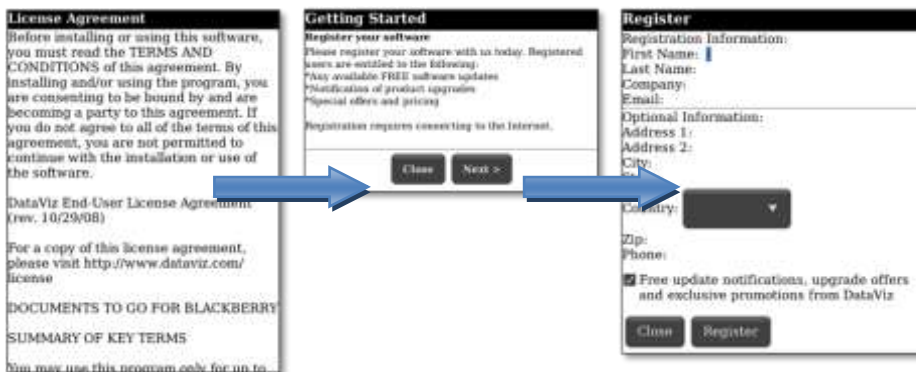 License Agreement
Before installing or using this software,
you must read the TERMS AND
CONDITIONS of this agreement. By
installing and/or using the program, you
are consenting to be bound by and are
becoming a party to this agreement. If
you do not agree to all of the terms of this
agreement, you are not permitted to
continue with the installation or use of
the software.
DataViz End-User License Agreement
(rev. 10/29/08)
For a copy of this license agreement,
please visit http://www.dataviz.com/
license
DOCUMENTS TO GO FOR BLACKBERRY
SUMMARY OF KEY TERMS
You may use this program only for up to
Getting Started
Register your software
Please register your software with us today. Registered
users are entitled to the following:
*Any available FREE software updates
*Notification of product upgrades
*Special offers and pricing
Registration requires connecting to the Internet.
Close
Next >
Register
Registration Information:
First Name:
Last Name:
Company:
Email:
Optional Information:
Address 1:
Address 2:
City:
Country:
Zip:
Phone:
Free update notifications, upgrade offers
and exclusive promotions from DataViz
Close
Register